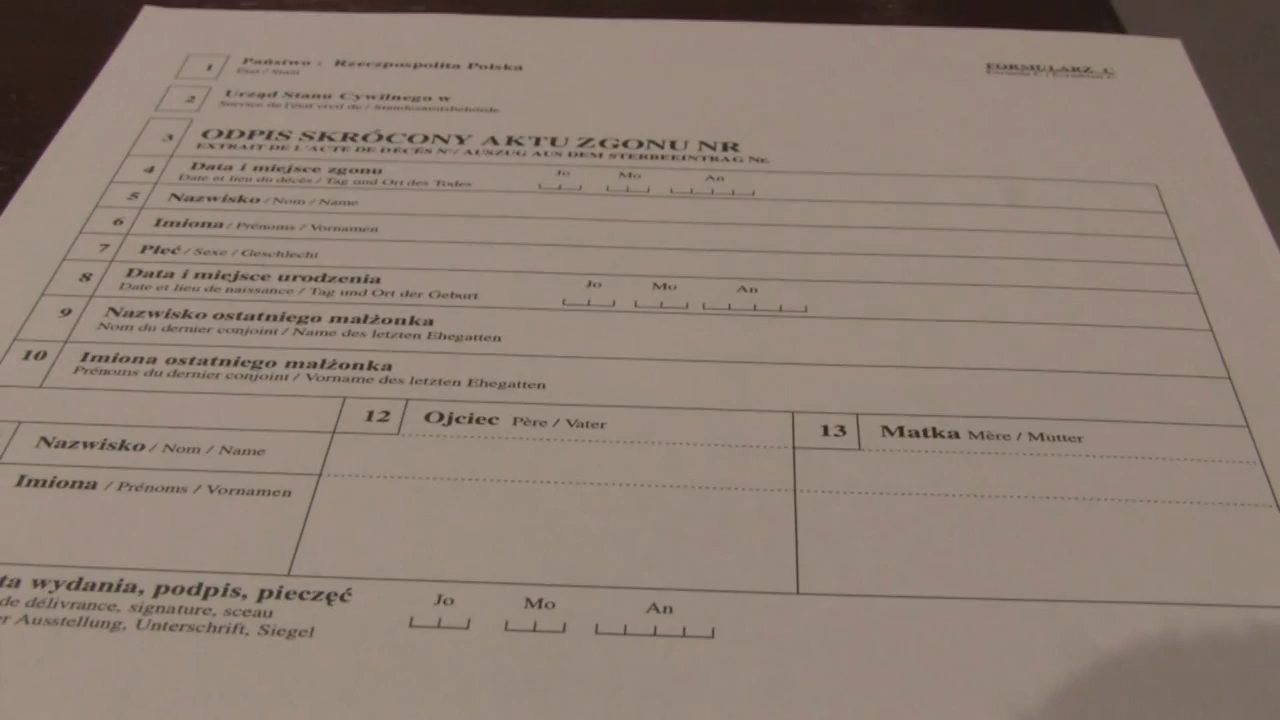 1 Państwo : Rzeczpospolita Polska
Etat / Staat
FORMULARZ C
Formule C / Formblatt C
2 Urząd Stanu Cywilnego w
Service de l'état civil de / Standesamtsbehörde
3 ODPIS SKRÓCONY AKTU ZGONU NR
EXTRAIT DE L'ACTE DE DÉCÈS N°/ AUSZUG AUS DEM STERBEEINTRAG Nr.
4 Data i miejsce zgonu Jo Mo An
Date et lieu du décès / Tag und Ort des Todes
5 Nazwisko / Nom / Name
6 Imiona / Prénoms / Vornamen
7 Płeć / Sexe / Geschlecht
8 Data i miejsce urodzenia Jo Mo An
Date et lieu de naissance / Tag und Ort der Geburt
9 Nazwisko ostatniego małżonka
Nom du dernier conjoint / Name des letzten Ehegatten
10 Imiona ostatniego małżonka
Prénoms du dernier conjoint / Vorname des letzten Ehegatten
12 Ojciec Père / Vater 13 Matka Mère / Mutter
Nazwisko / Nom / Name
Imiona / Prénoms / Vornamen
ta wydania, podpis, pieczęć Jo Mo An
de délivrance, signature, sceau
r Ausstellung, Unterschrift, Siegel